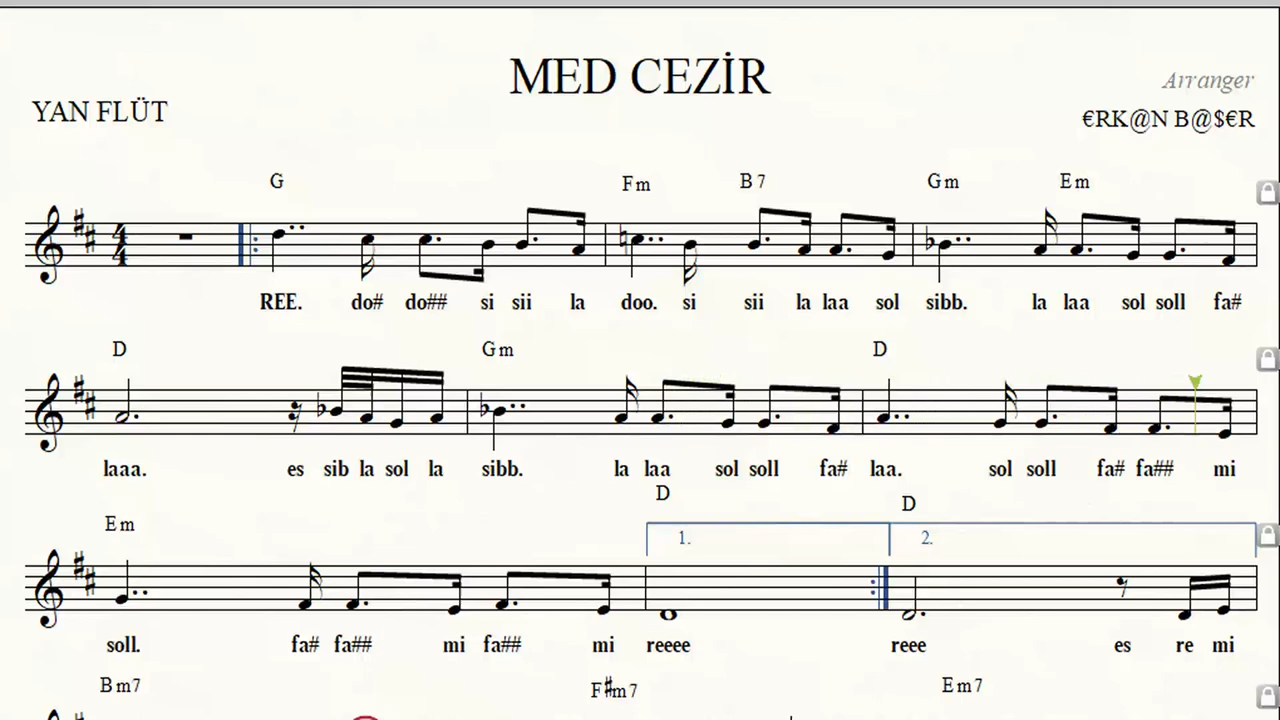 MED CEZİR
Arranger
YAN FLÜT
€RK@N B@$€R
G Fm B7 Gm Em
4
4
REE. do# do## si sii la doo. si sii la laa sol sibb. la laa sol soll fa#
D Gm D
laaa. es sib la sol la sibb. la laa sol soll fa# laa. sol soll fa# fa## mi
D
Em D
1. 2.
soll. fa# fa## mi fa## mi reeee reee es re mi
Bm7 F#m7 Em7